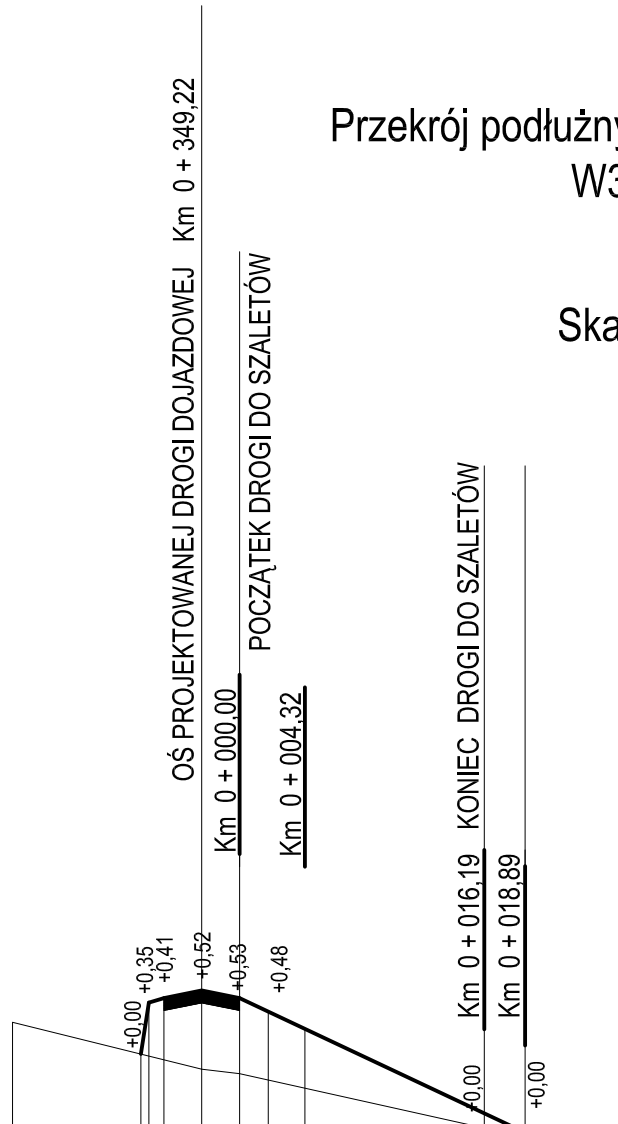 Przekrój podłużny
W3
Ska
OŚ PROJEKTOWANEJ DROGI DOJAZDOWEJ Km 0 + 349,22
POCZĄTEK DROGI DO SZALETÓW
Km 0 + 000,00
Km 0 + 004,32
KONIEC DROGI DO SZALETÓW
Km 0 + 016,19
Km 0 + 018,89
+0,00
+0,35
+0,41
+0,52
+0,53
+0,48
+0,00
+0,00